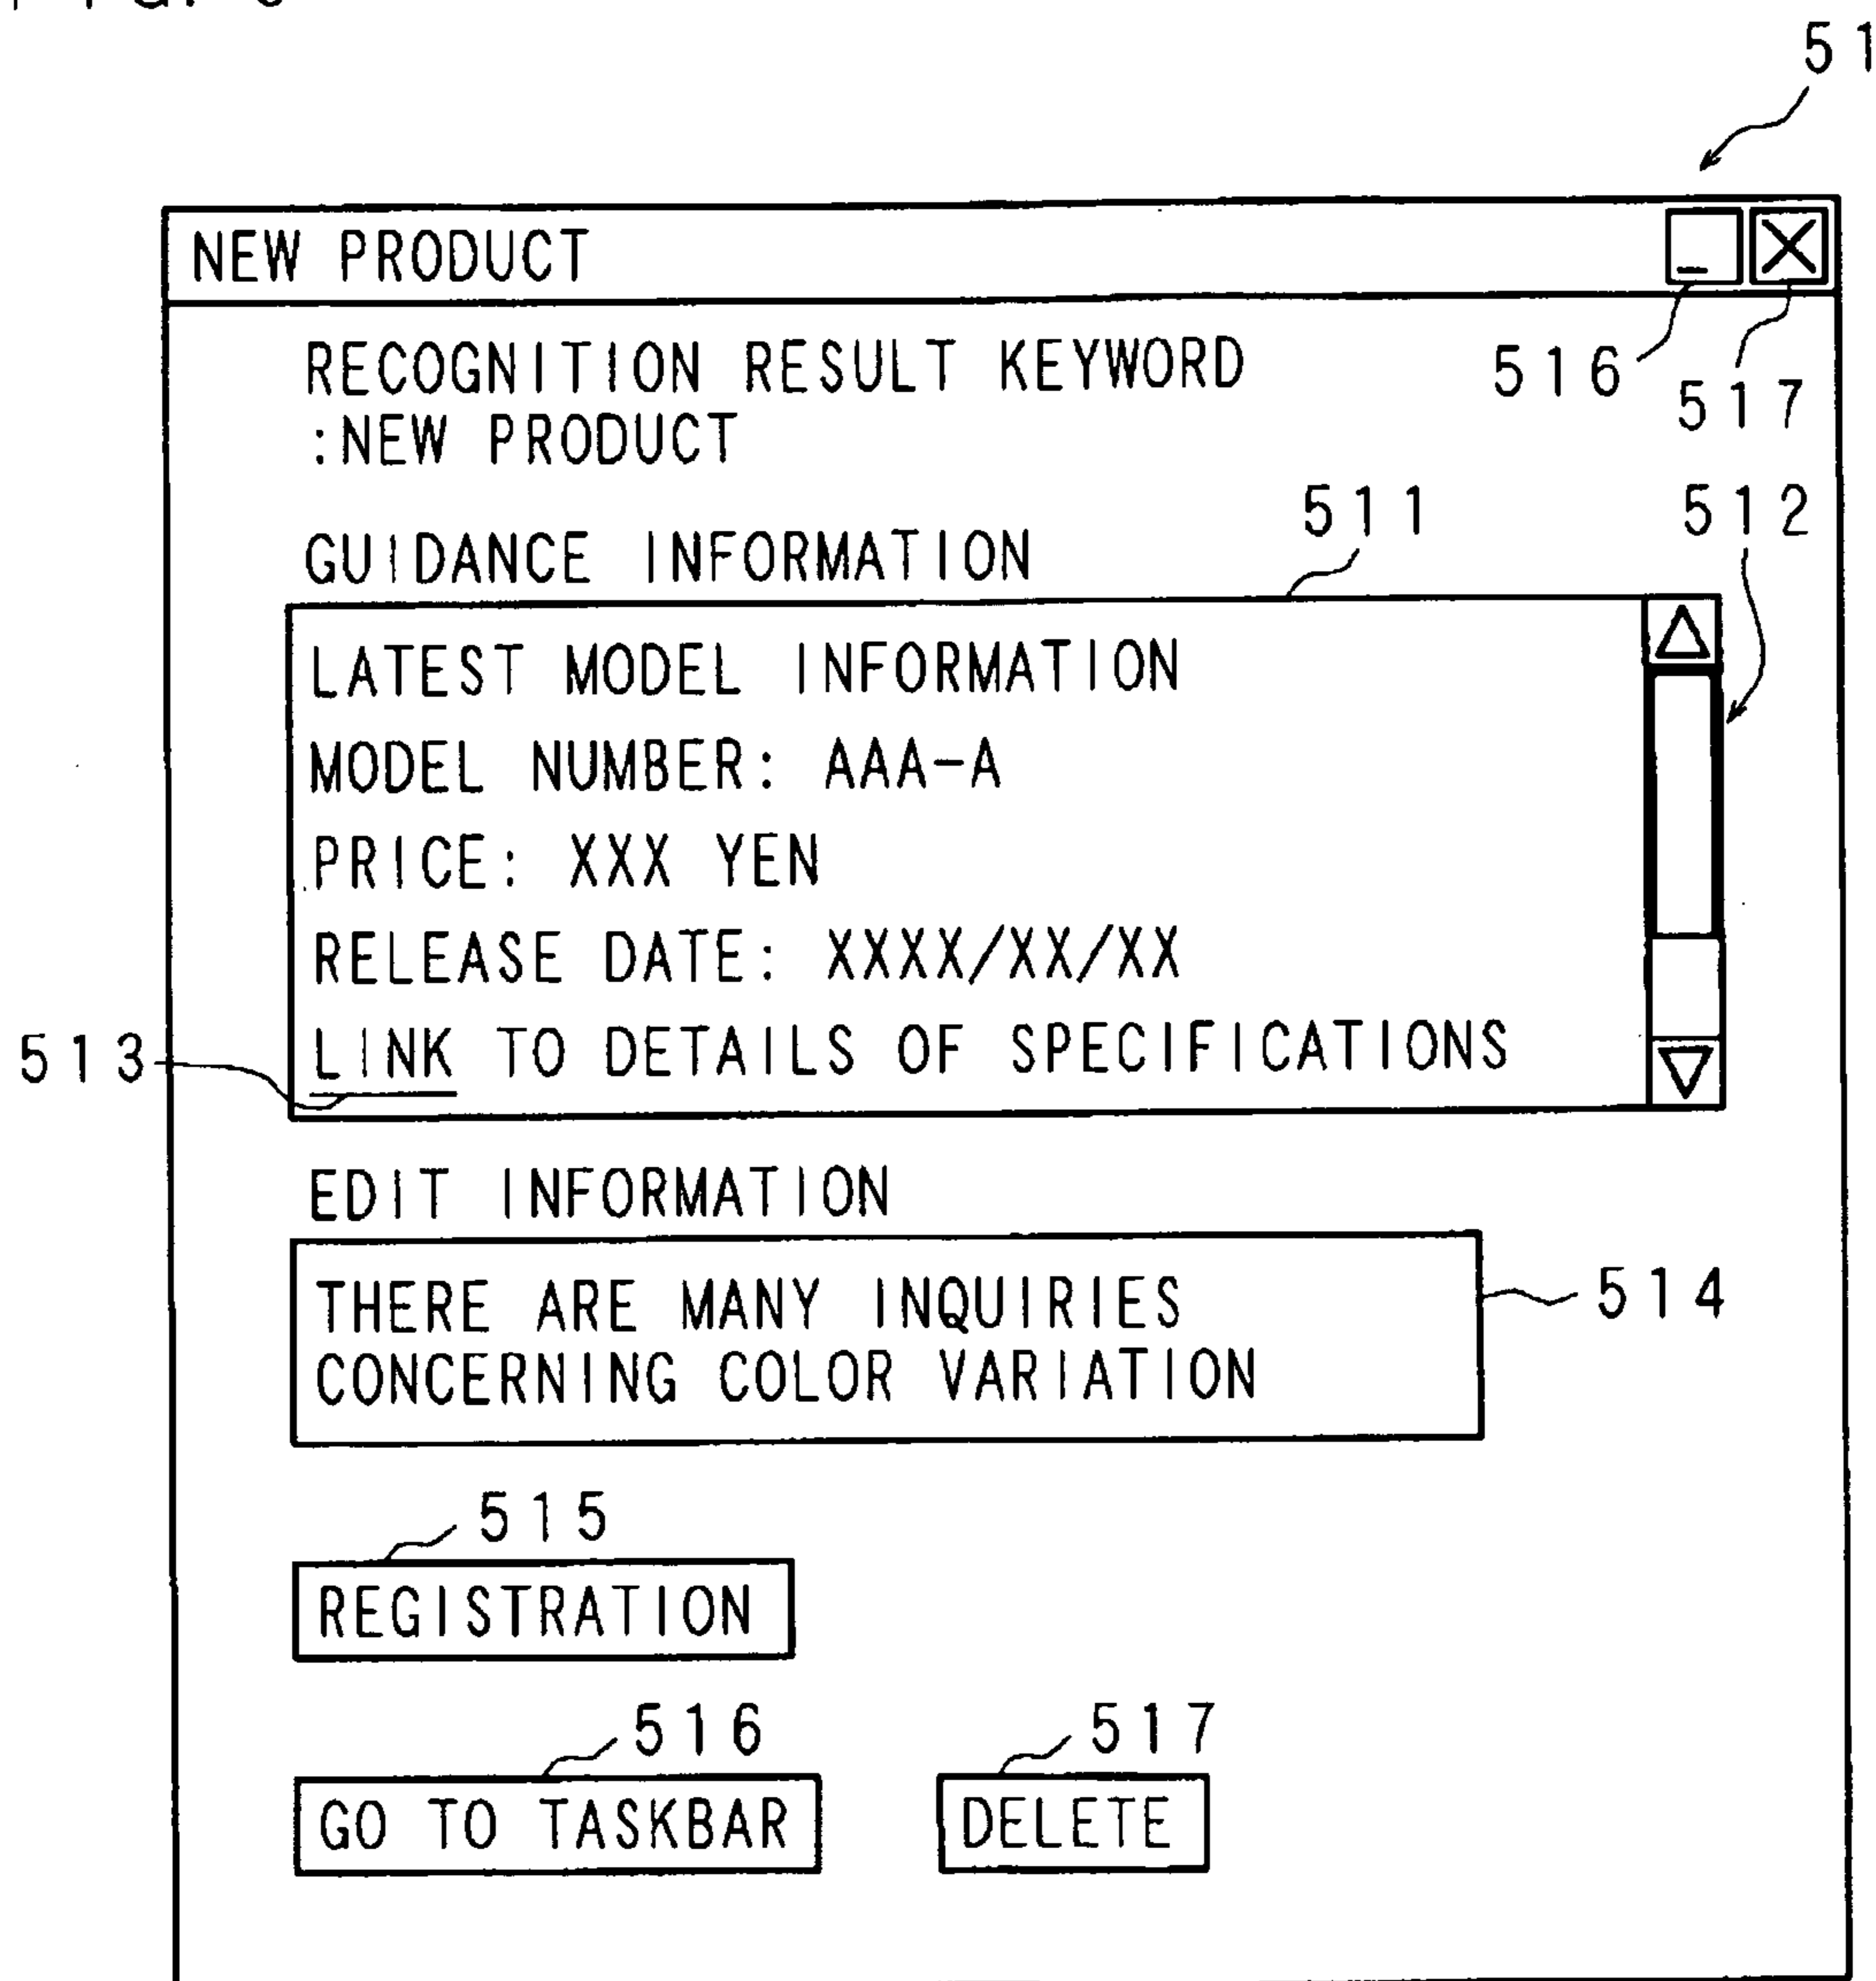 51
NEW PRODUCT
RECOGNITION RESULT KEYWORD
:NEW PRODUCT
516
517
GUIDANCE INFORMATION
511
512
LATEST MODEL INFORMATION
MODEL NUMBER: AAA-A
PRICE: XXX YEN
RELEASE DATE: XXXX/XX/XX
513
LINK TO DETAILS OF SPECIFICATIONS
EDIT INFORMATION
THERE ARE MANY INQUIRIES
CONCERNING COLOR VARIATION
514
515
REGISTRATION
516
517
GO TO TASKBAR
DELETE